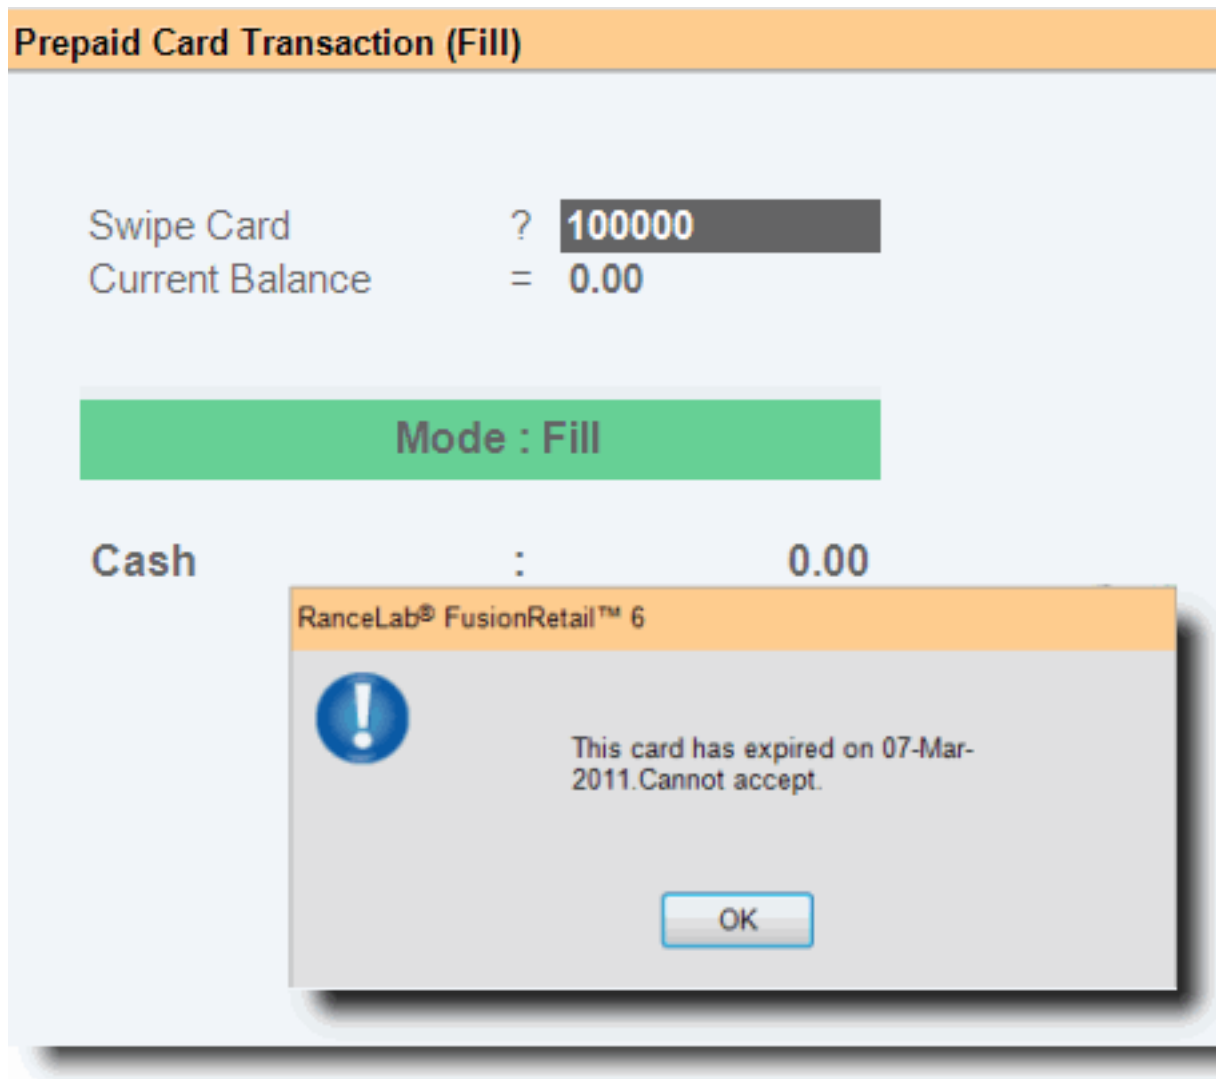 Prepaid Card Transaction (Fill)
Swipe Card ? 100000
Current Balance = 0.00
Mode : Fill
Cash : 0.00
RanceLab® FusionRetail™ 6
This card has expired on 07-Mar-
2011.Cannot accept.
OK